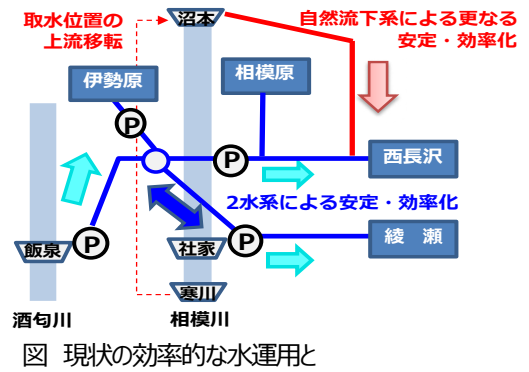 取水位置の
上流移転
沼本
自然流下系による更なる
安定・効率化
伊勢原
相模原
P
P
西長沢
2水系による安定・効率化
飯泉
P
社家
P
綾　瀬
寒川
酒匂川
相模川
図 現状の効率的な水運用と